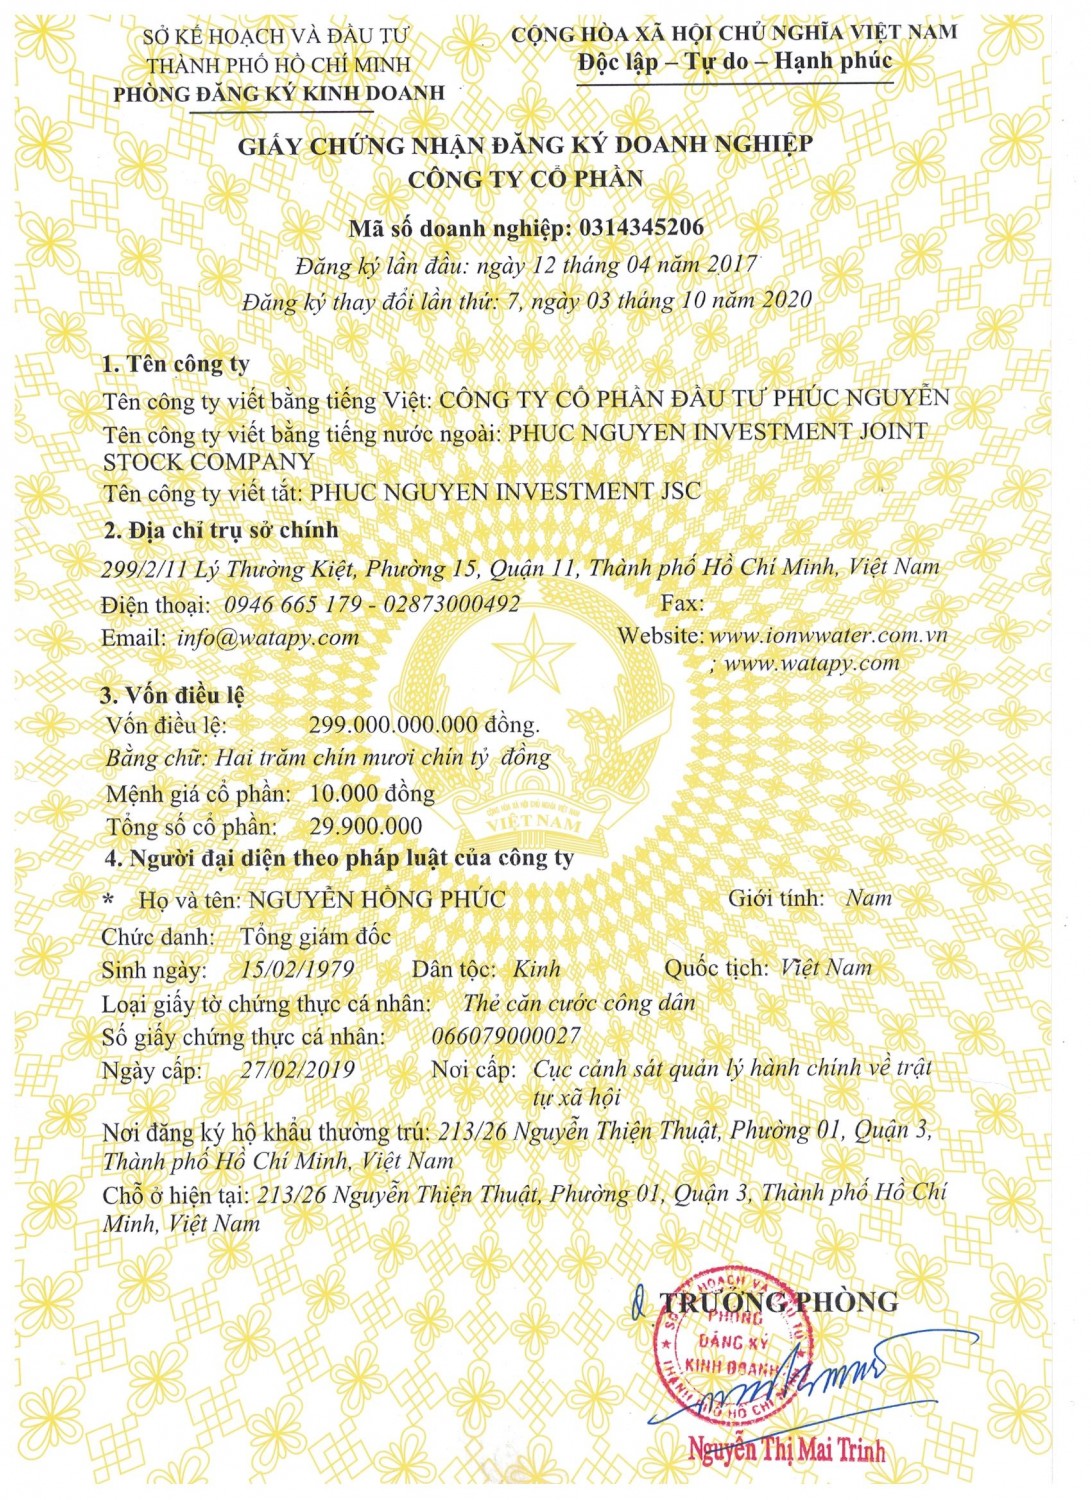 SỞ KẾ HOẠCH VÀ ĐẦU TƯ
THÀNH PHỐ HỒ CHÍ MINH
PHÒNG ĐĂNG KÝ KINH DOANH
CỘNG HÒA XÃ HỘI CHỦ NGHĨA VIỆT NAM
Độc lập – Tự do – Hạnh phúc
GIẤY CHỨNG NHẬN ĐĂNG KÝ DOANH NGHIỆP
CÔNG TY CỔ PHẦN
Mã số doanh nghiệp: 0314345206
Đăng ký lần đầu: ngày 12 tháng 04 năm 2017
Đăng ký thay đổi lần thứ: 7, ngày 03 tháng 10 năm 2020
1. Tên công ty
Tên công ty viết bằng tiếng Việt: CÔNG TY CỔ PHẦN ĐẦU TƯ PHÚC NGUYỄN
Tên công ty viết bằng tiếng nước ngoài: PHUC NGUYEN INVESTMENT JOINT
STOCK COMPANY
Tên công ty viết tắt: PHUC NGUYEN INVESTMENT JSC
2. Địa chỉ trụ sở chính
299/2/11 Lý Thường Kiệt, Phường 15, Quận 11, Thành phố Hồ Chí Minh, Việt Nam
Điện thoại: 0946 665 179 - 02873000492 Fax:
Email: info@watapy.com Website: www.ionwwater.com.vn
; www.watapy.com
3. Vốn điều lệ
Vốn điều lệ: 299.000.000.000 đồng.
Bằng chữ: Hai trăm chín mươi chín tỷ đồng
Mệnh giá cổ phần: 10.000 đồng
Tổng số cổ phần: 29.900.000
VIỆT NAM
4. Người đại diện theo pháp luật của công ty
* Họ và tên: NGUYỄN HỒNG PHÚC Giới tính: Nam
Chức danh: Tổng giám đốc
Sinh ngày: 15/02/1979 Dân tộc: Kinh Quốc tịch: Việt Nam
Loại giấy tờ chứng thực cá nhân: Thẻ căn cước công dân
Số giấy chứng thực cá nhân: 066079000027
Ngày cấp: 27/02/2019 Nơi cấp: Cục cảnh sát quản lý hành chính về trật
tự xã hội
Nơi đăng ký hộ khẩu thường trú: 213/26 Nguyễn Thiện Thuật, Phường 01, Quận 3,
Thành phố Hồ Chí Minh, Việt Nam
Chỗ ở hiện tại: 213/26 Nguyễn Thiện Thuật, Phường 01, Quận 3, Thành phố Hồ Chí
Minh, Việt Nam
TRƯỞNG PHÒNG
PHÒNG
ĐĂNG KÝ
KINH DOANH
THÀNH PHỐ HỒ CHÍ MINH
Nguyễn Thị Mai Trinh